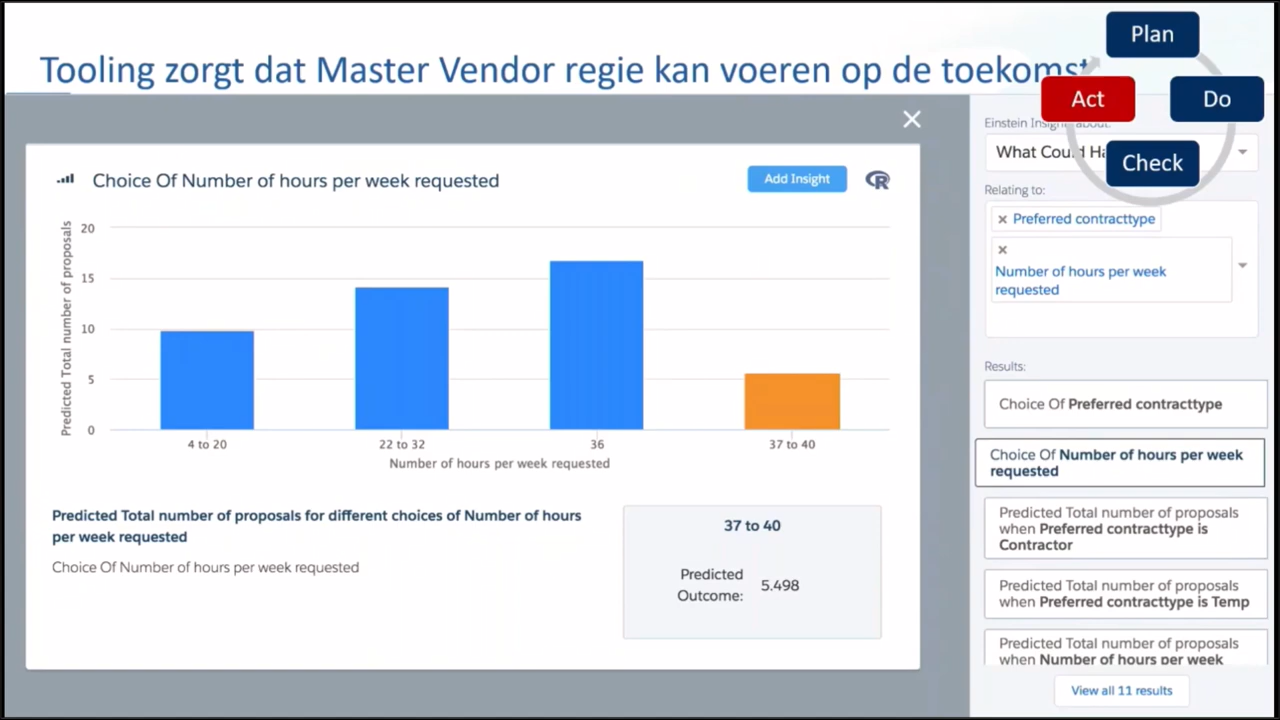 Tooling zorgt dat Master Vendor regie kan voeren op de toekomst
Plan
Act
Do
Check
Choice Of Number of hours per week requested
Add Insight
R
Predicted Total number of proposals
20
15
10
5
0
4 to 20
22 to 32
36
37 to 40
Number of hours per week requested
Predicted Total number of proposals for different choices of Number of hours
per week requested
Choice Of Number of hours per week requested
37 to 40
Predicted
Outcome:
5.498
Einstein
about:
What Could
Relating to:
× Preferred contracttype
×
Number of hours per week
requested
Results:
Choice Of Preferred contracttype
Choice Of Number of hours per week
requested
Predicted Total number of proposals
when Preferred contracttype is
Contractor
Predicted Total number of proposals
when Preferred contracttype is Temp
Predicted Total number of proposals
when Number of hours per week
View all 11 results